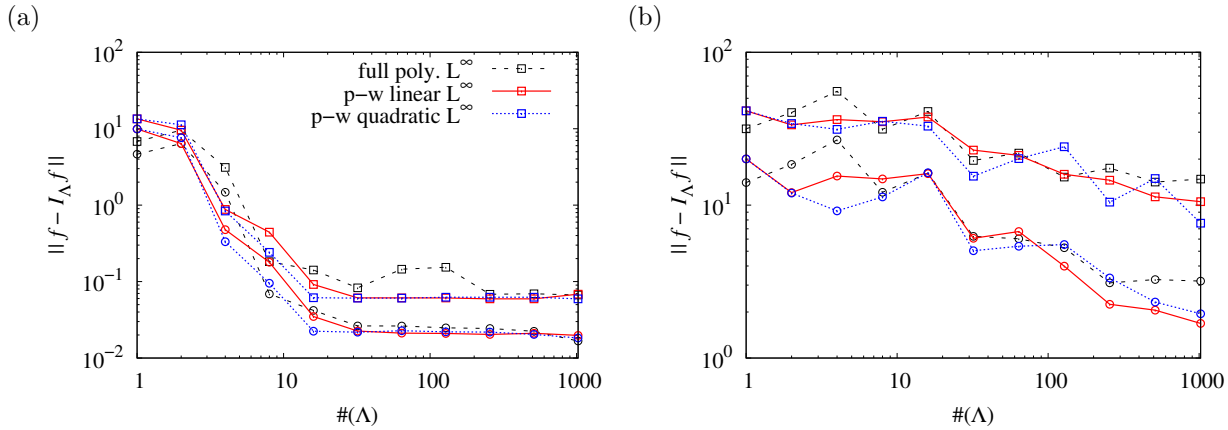 (a)
10^2
10^1
10^0
10^{-1}
10^{-2}
|| f − I_Λ f ||
full poly. L^∞
p−w linear L^∞
p−w quadratic L^∞
1 10 100 1000
#(Λ)
(b)
10^2
10^1
10^0
|| f − I_Λ f ||
1 10 100 1000
#(Λ)